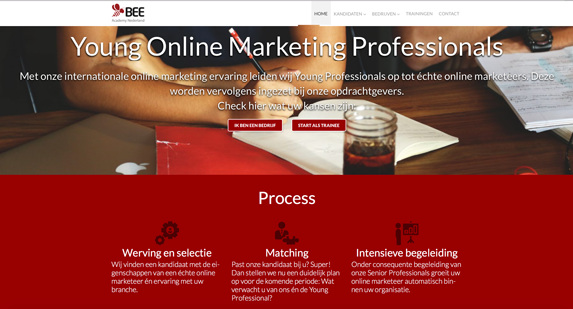 BEE
Academy Nederland
HOME KANDIDATEN BEDRIJVEN TRAININGEN CONTACT
Young Online Marketing Professionals
Met onze internationale online marketing ervaring leiden wij Young Professionals op tot échte online marketeers. Deze
worden vervolgens ingezet bij onze opdrachtgevers.
Check hier wat uw kansen zijn:
IK BEN EEN BEDRIJF START ALS TRAINEE
Process
Werving en selectie
Wij vinden een kandidaat met de ei-
genschappen van een échte online
marketeer én ervaring met uw
branche.
Matching
Past onze kandidaat bij u? Super!
Dan stellen we nu een duidelijk plan
op voor de komende periode: Wat
verwacht u van ons én de Young
Professional?
Intensieve begeleiding
Onder consequente begeleiding van
onze Senior Professionals groeit uw
online marketeer automatisch bin-
nen uw organisatie.